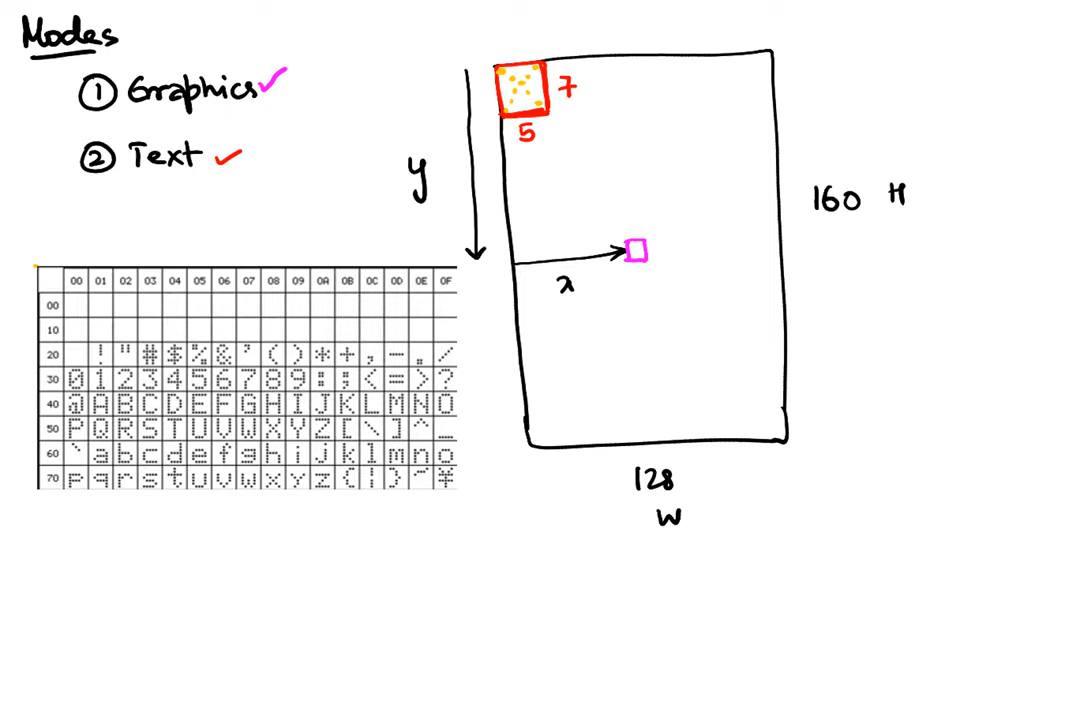 Modes
① Graphics ✓
② Text ✓
7
5
y
160 H
x
128
W
00 01 02 03 04 05 06 07 08 09 0A 0B 0C 0D 0E 0F
00
10
20 ! " # $ % & ' ( ) * + , - . /
30 0 1 2 3 4 5 6 7 8 9 : ; < = > ?
40 @ A B C D E F G H I J K L M N O
50 P Q R S T U V W X Y Z [ \ ] ^ _
60 ` a b c d e f g h i j k l m n o
70 p q r s t u v w x y z { | } ~ ¥